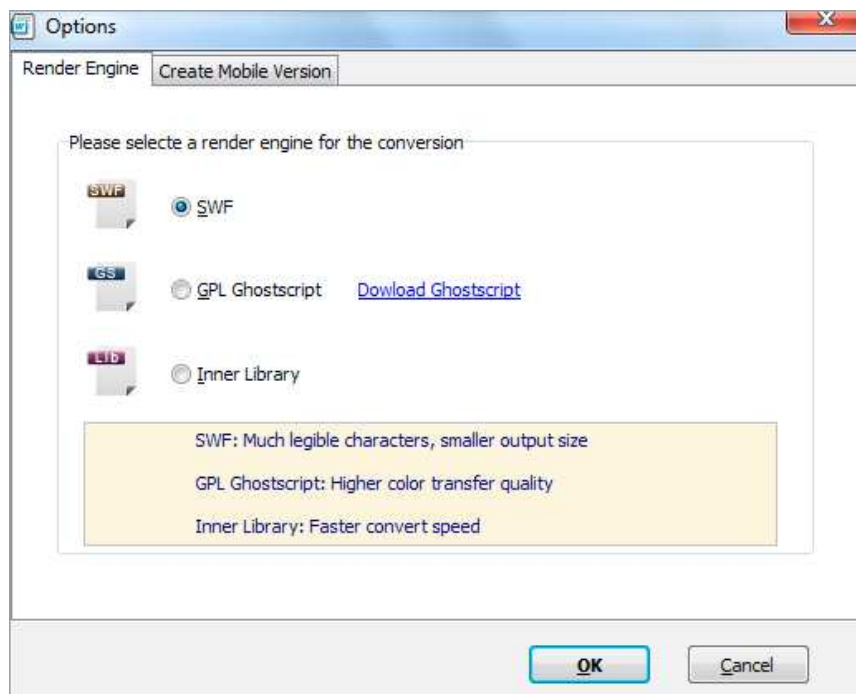 Options
Render Engine
Create Mobile Version
Please selecte a render engine for the conversion
SWF
SWF
GS
GPL Ghostscript
Dowload Ghostscript
Lib
Inner Library
SWF: Much legible characters, smaller output size
GPL Ghostscript: Higher color transfer quality
Inner Library: Faster convert speed
OK
Cancel